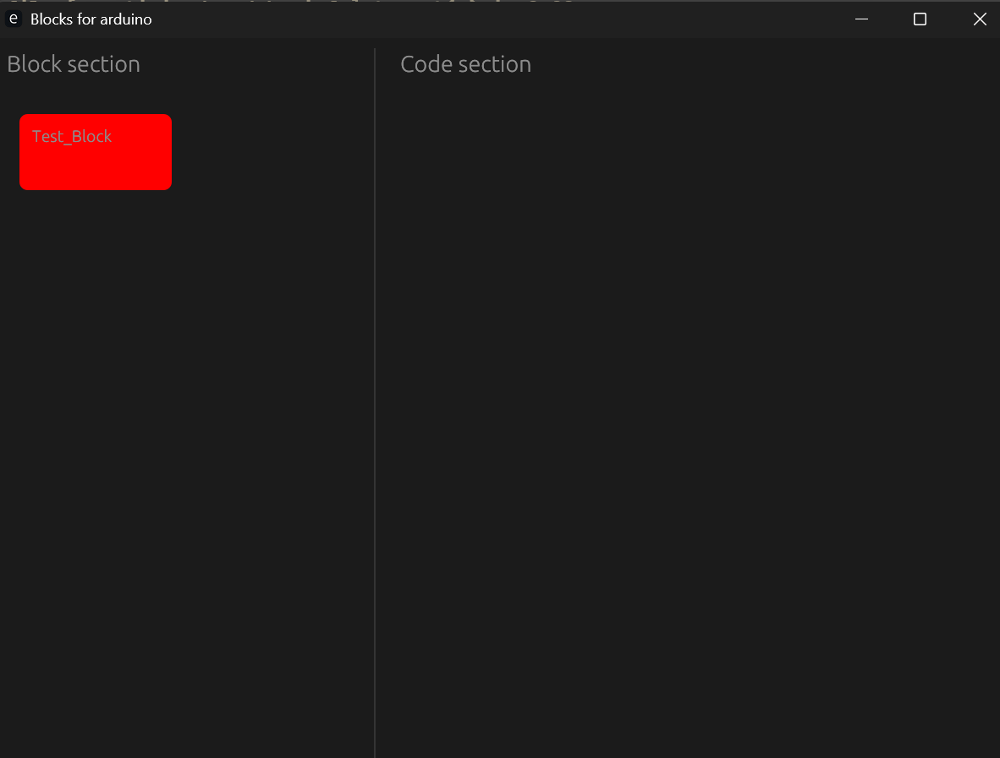 e Blocks for arduino
Block section
Code section
Test_Block